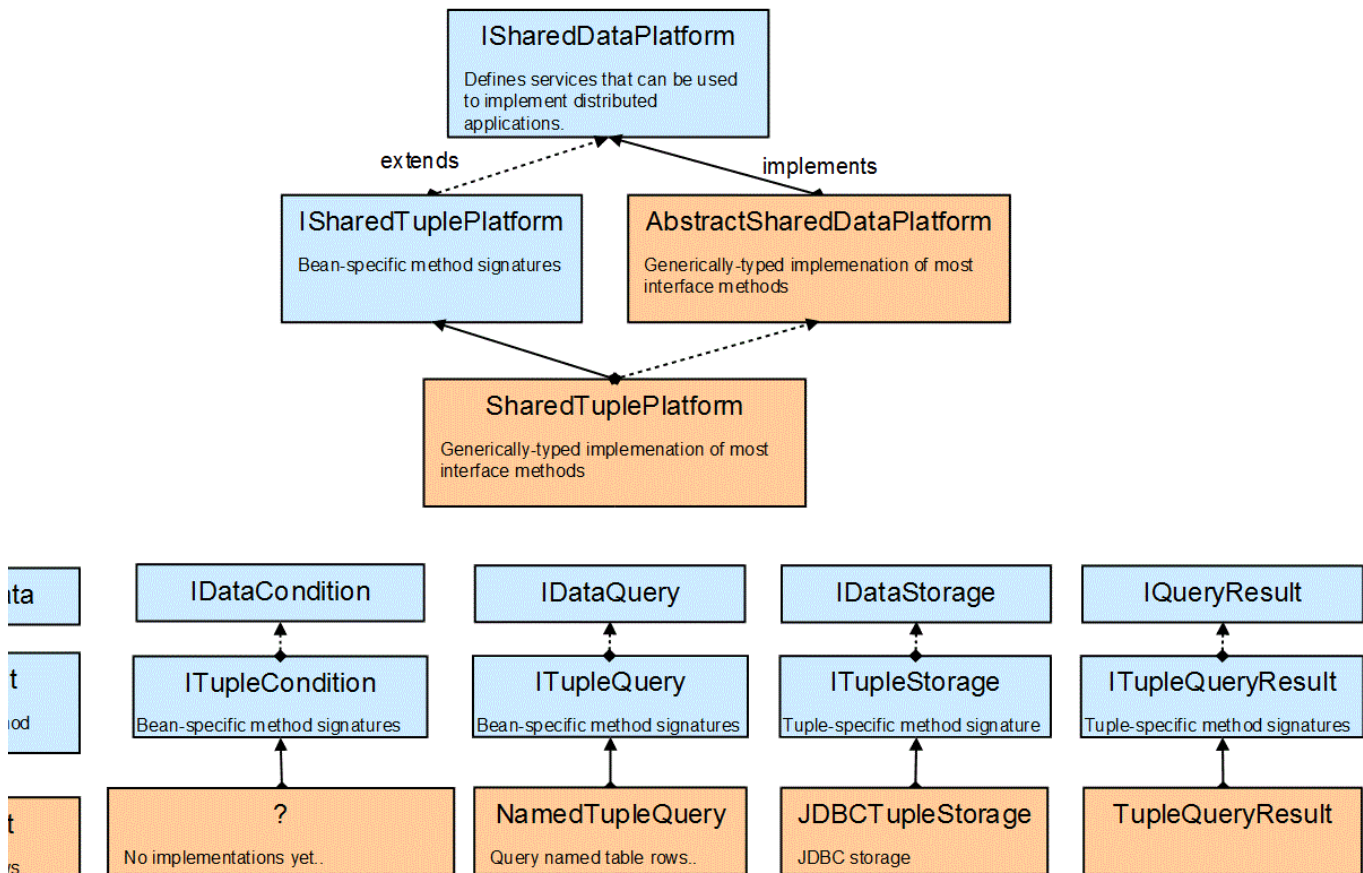 ISharedDataPlatform
Defines services that can be used
to implement distributed
applications.
extends
implements
ISharedTuplePlatform
Bean-specific method signatures
AbstractSharedDataPlatform
Generically-typed implemenation of most
interface methods
SharedTuplePlatform
Generically-typed implemenation of most
interface methods
ata
IDataCondition
IDataQuery
IDataStorage
IQueryResult
t
nod
ITupleCondition
Bean-specific method signatures
ITupleQuery
Bean-specific method signatures
ITupleStorage
Tuple-specific method signature
ITupleQueryResult
Tuple-specific method signatures
t
?
No implementations yet..
NamedTupleQuery
Query named table rows..
JDBCTupleStorage
JDBC storage
TupleQueryResult